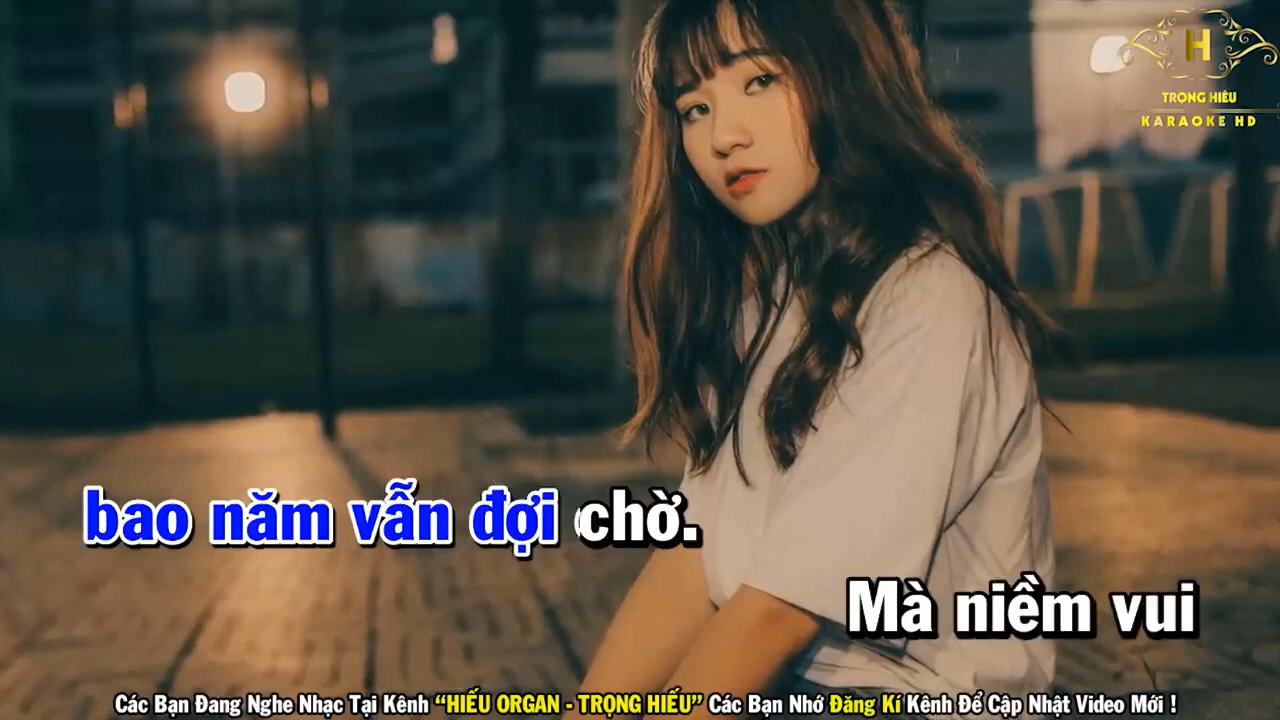 H
TRỌNG HIẾU
KARAOKE HD
bao năm vẫn đợi chờ.
Mà niềm vui
Các Bạn Đang Nghe Nhạc Tại Kênh “HIẾU ORGAN - TRỌNG HIẾU” Các Bạn Nhớ Đăng Kí Kênh Để Cập Nhật Video Mới !